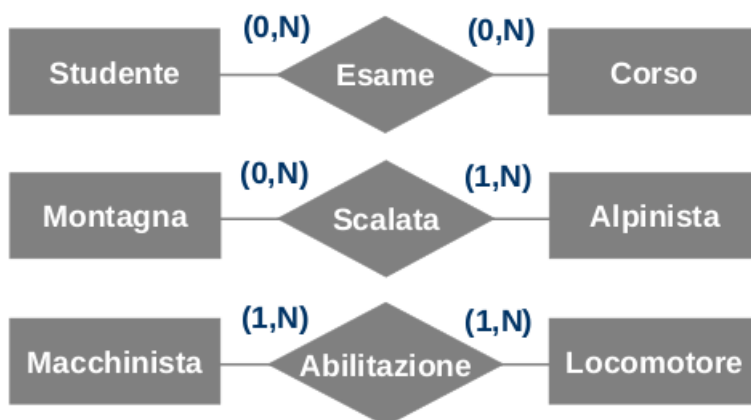 (0,N) (0,N)
Studente Esame Corso
(0,N) (1,N)
Montagna Scalata Alpinista
(1,N) (1,N)
Macchinista Abilitazione Locomotore